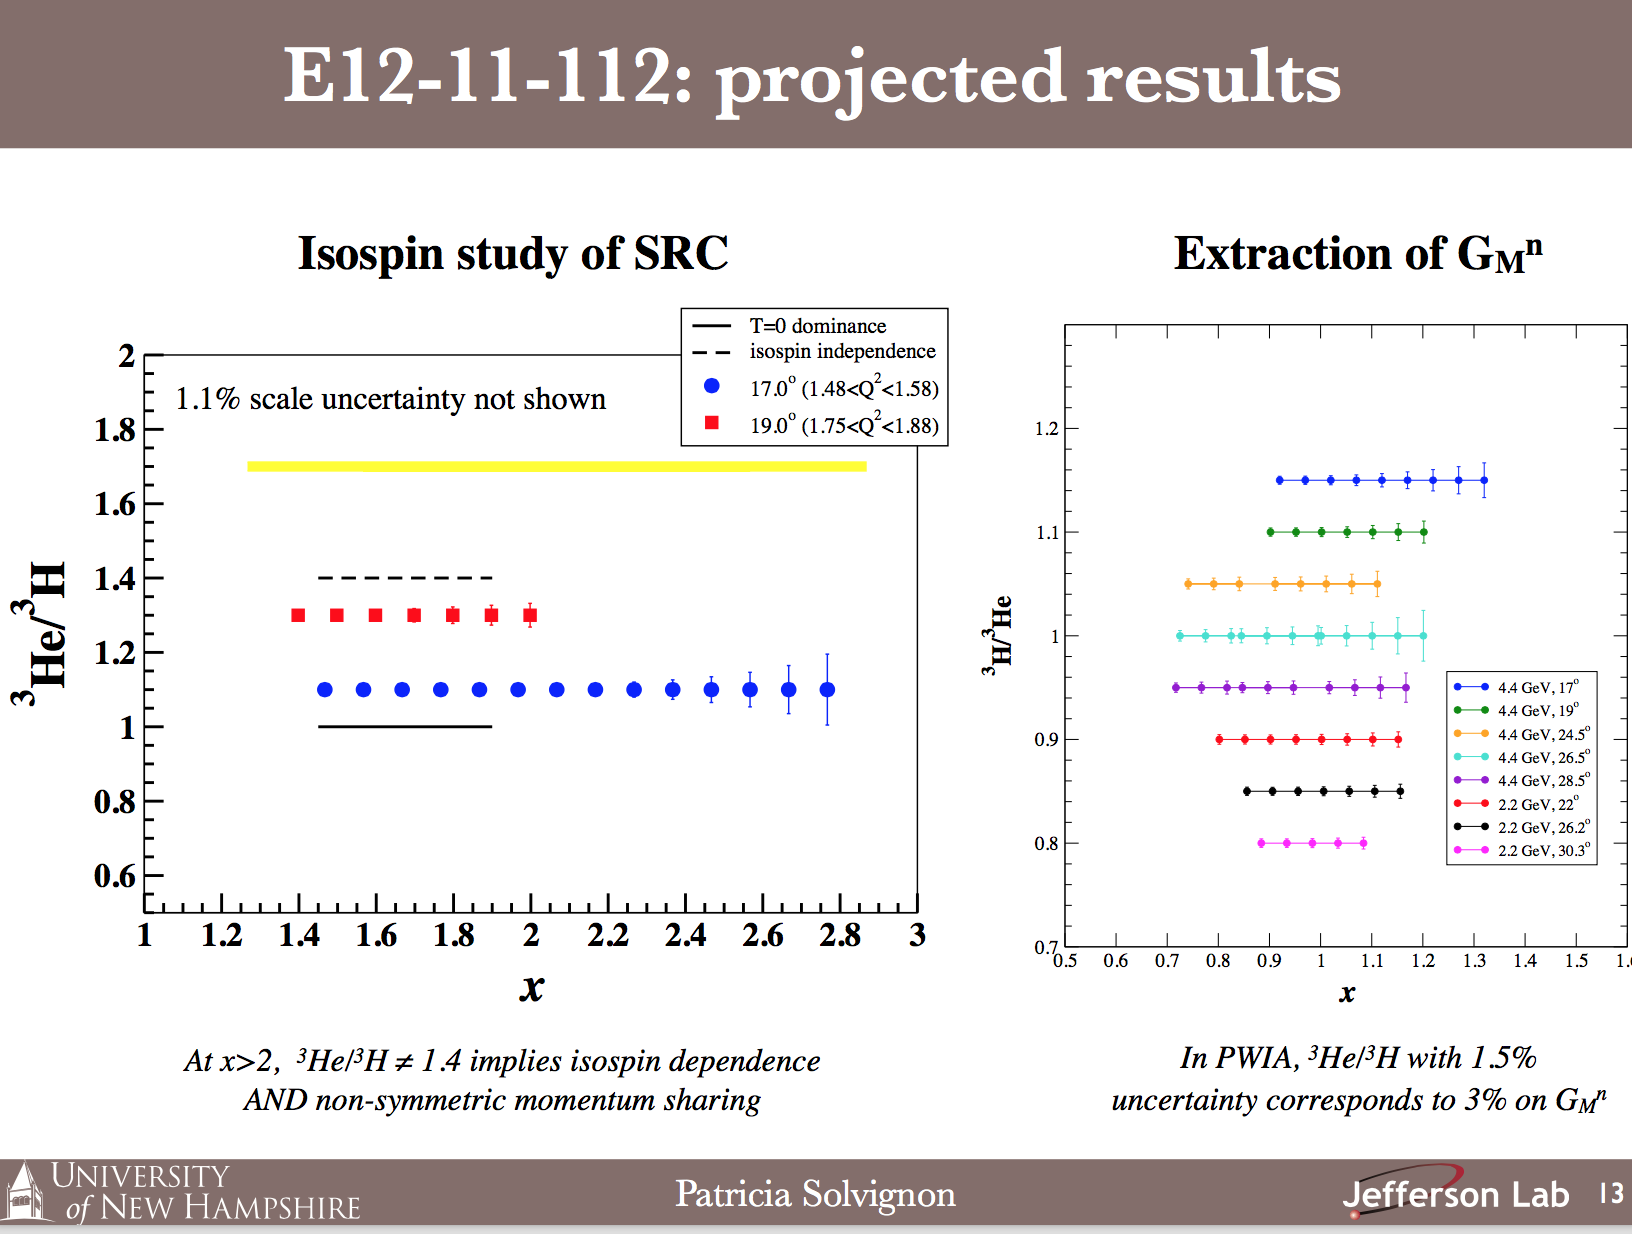 E12-11-112: projected results
Isospin study of SRC
T=0 dominance
isospin independence
17.0° (1.48<Q²<1.58)
19.0° (1.75<Q²<1.88)
1.1% scale uncertainty not shown
2
1.8
1.6
1.4
1.2
1
0.8
0.6
³He/³H
1 1.2 1.4 1.6 1.8 2 2.2 2.4 2.6 2.8 3
x
At x>2, ³He/³H ≠ 1.4 implies isospin dependence
AND non-symmetric momentum sharing
Extraction of G_Mⁿ
1.2
1.1
1
0.9
0.8
0.7
³H/³He
4.4 GeV, 17°
4.4 GeV, 19°
4.4 GeV, 24.5°
4.4 GeV, 26.5°
4.4 GeV, 28.5°
2.2 GeV, 22°
2.2 GeV, 26.2°
2.2 GeV, 30.3°
0.5 0.6 0.7 0.8 0.9 1 1.1 1.2 1.3 1.4 1.5
x
In PWIA, ³He/³H with 1.5%
uncertainty corresponds to 3% on G_Mⁿ
UNIVERSITY
of NEW HAMPSHIRE
Patricia Solvignon
Jefferson Lab
13